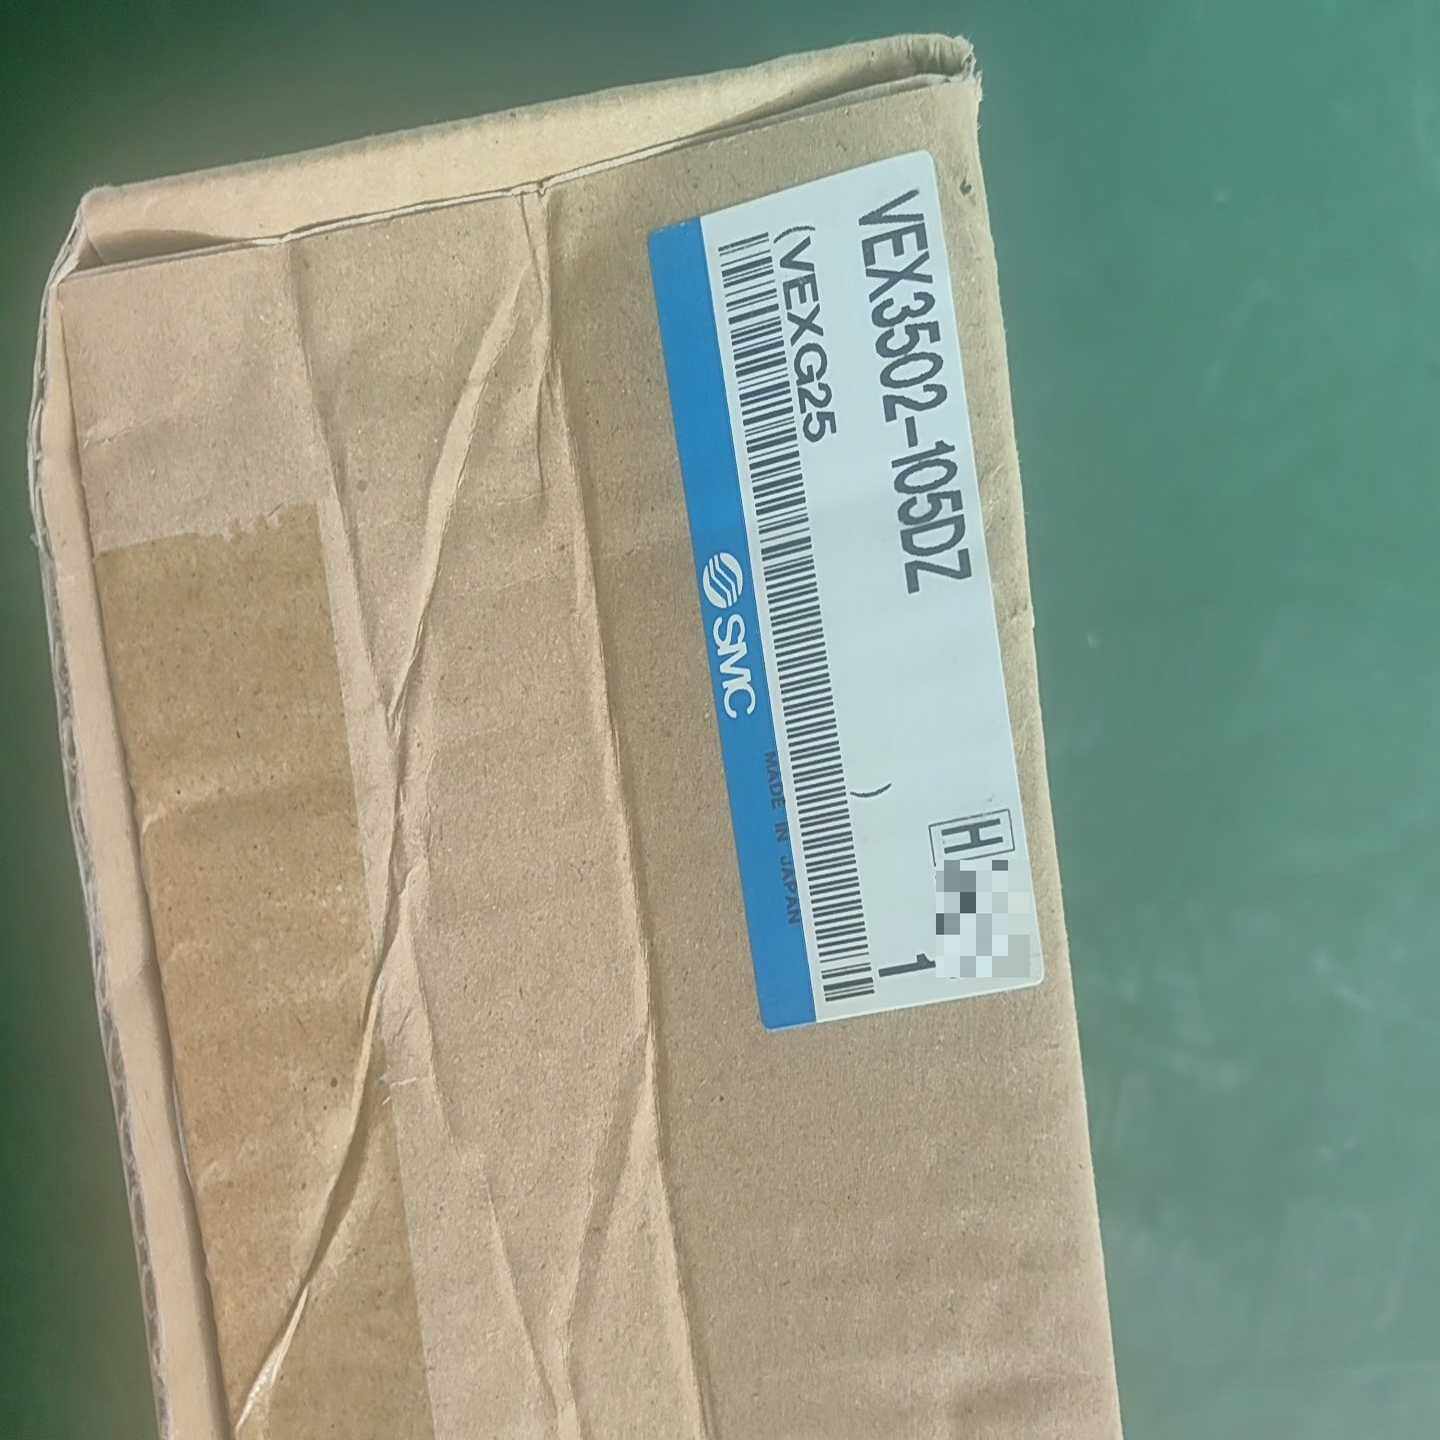 VEX3502-105DZ
(VEXG25 )
H
1
SMC
MADE IN JAPAN